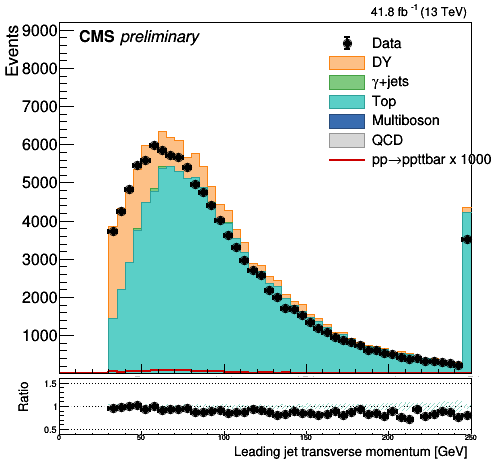 41.8 fb⁻¹ (13 TeV)
Events
CMS preliminary
Data
DY
γ+jets
Top
Multiboson
QCD
pp→ppttbar x 1000
9000
8000
7000
6000
5000
4000
3000
2000
1000
Ratio
1.5
1
0.5
0 50 100 150 200 250
Leading jet transverse momentum [GeV]